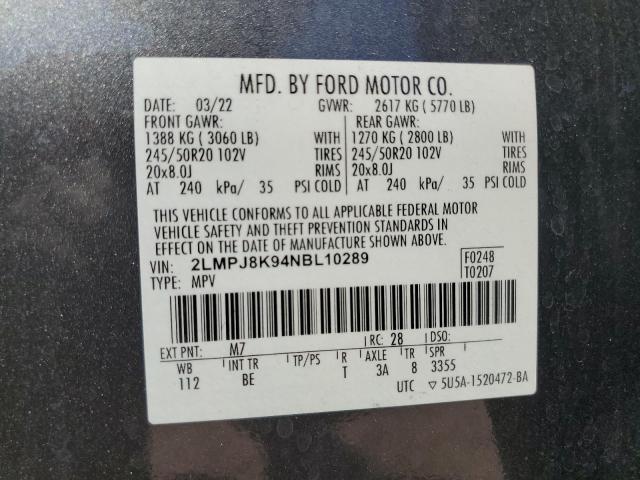 MFD. BY FORD MOTOR CO.
DATE: 03/22 GVWR: 2617 KG ( 5770 LB)
FRONT GAWR: REAR GAWR:
1388 KG ( 3060 LB) WITH 1270 KG ( 2800 LB) WITH
245/50R20 102V TIRES 245/50R20 102V TIRES
20x8.0J RIMS 20x8.0J RIMS
AT 240 kPa/ 35 PSI COLD AT 240 kPa/ 35 PSI COLD
THIS VEHICLE CONFORMS TO ALL APPLICABLE FEDERAL MOTOR
VEHICLE SAFETY AND THEFT PREVENTION STANDARDS IN
EFFECT ON THE DATE OF MANUFACTURE SHOWN ABOVE.
VIN: 2LMPJ8K94NBL10289 F0248
TYPE: MPV T0207
EXT PNT: M7 RC: 28 DSO:
WB INT TR TP/PS R AXLE TR SPR
112 BE T 3A 8 3355
UTC ▽ 5U5A-1520472-BA